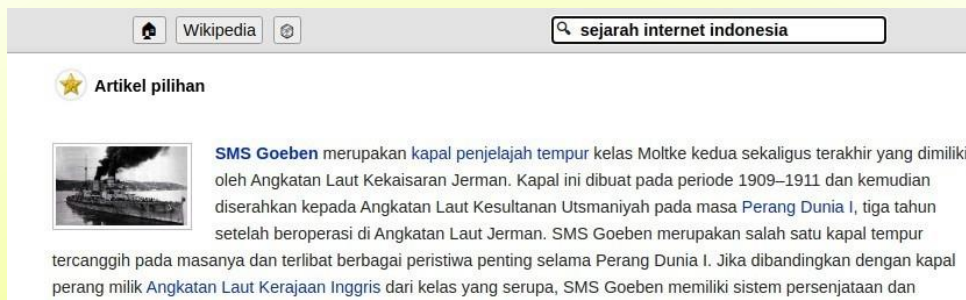 Wikipedia
sejarah internet indonesia
Artikel pilihan
SMS Goeben merupakan kapal penjelajah tempur kelas Moltke kedua sekaligus terakhir yang dimiliki
oleh Angkatan Laut Kekaisaran Jerman. Kapal ini dibuat pada periode 1909–1911 dan kemudian
diserahkan kepada Angkatan Laut Kesultanan Utsmaniyah pada masa Perang Dunia I, tiga tahun
setelah beroperasi di Angkatan Laut Jerman. SMS Goeben merupakan salah satu kapal tempur
tercanggih pada masanya dan terlibat berbagai peristiwa penting selama Perang Dunia I. Jika dibandingkan dengan kapal
perang milik Angkatan Laut Kerajaan Inggris dari kelas yang serupa, SMS Goeben memiliki sistem persenjataan dan